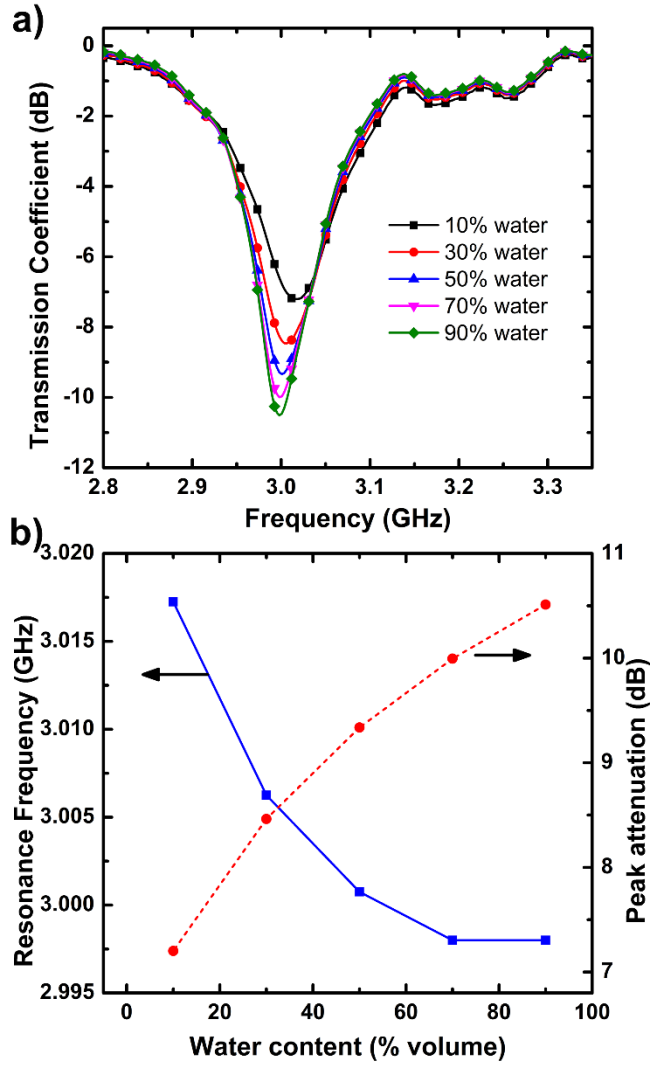 a)
0
-2
-4
-6
-8
-10
-12
Transmission Coefficient (dB)
10% water
30% water
50% water
70% water
90% water
2.8 2.9 3.0 3.1 3.2 3.3
Frequency (GHz)
b)
3.020
3.015
3.010
3.005
3.000
2.995
Resonance Frequency (GHz)
11
10
9
8
7
Peak attenuation (dB)
0 20 40 60 80 100
Water content (% volume)